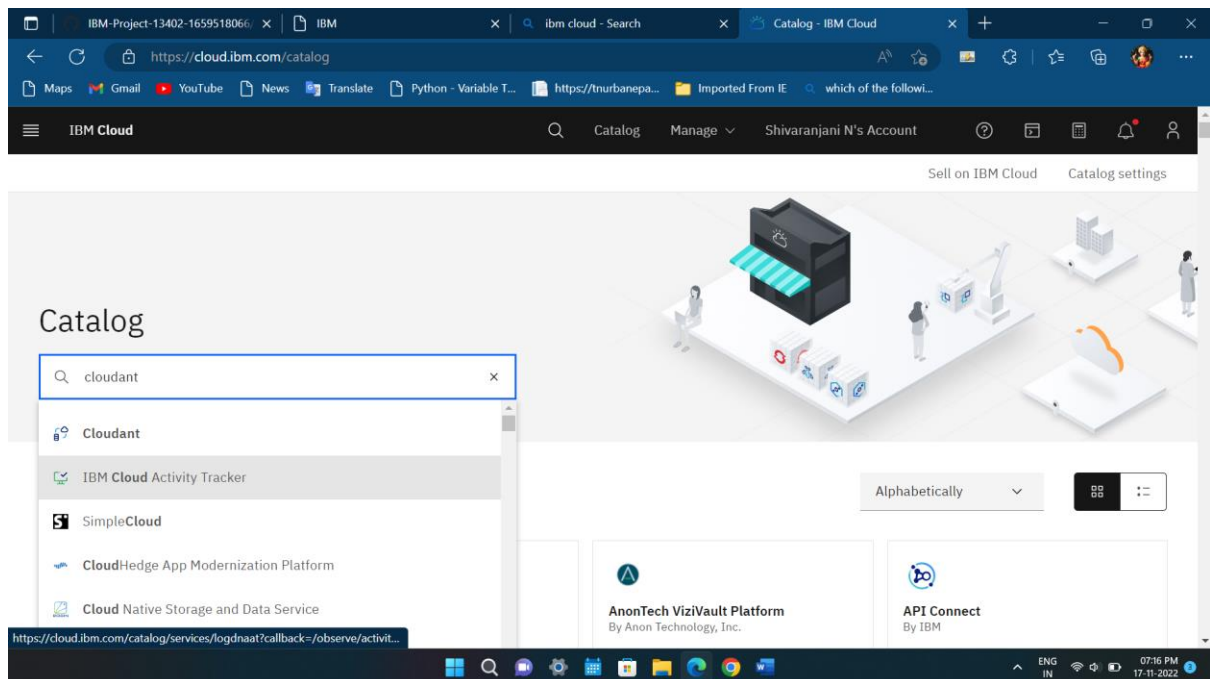 IBM-Project-13402-1659518066/
IBM
ibm cloud - Search
Catalog - IBM Cloud
https://cloud.ibm.com/catalog
Maps
Gmail
YouTube
News
Translate
Python - Variable T...
https://tnurbanepa...
Imported From IE
which of the followi...
IBM Cloud
Catalog
Manage
Shivaranjani N's Account
Sell on IBM Cloud
Catalog settings
Catalog
cloudant
Cloudant
IBM Cloud Activity Tracker
SimpleCloud
CloudHedge App Modernization Platform
Cloud Native Storage and Data Service
Alphabetically
AnonTech ViziVault Platform
By Anon Technology, Inc.
API Connect
By IBM
https://cloud.ibm.com/catalog/services/logdnaat?callback=/observe/activit...
ENG
IN
07:16 PM
17-11-2022